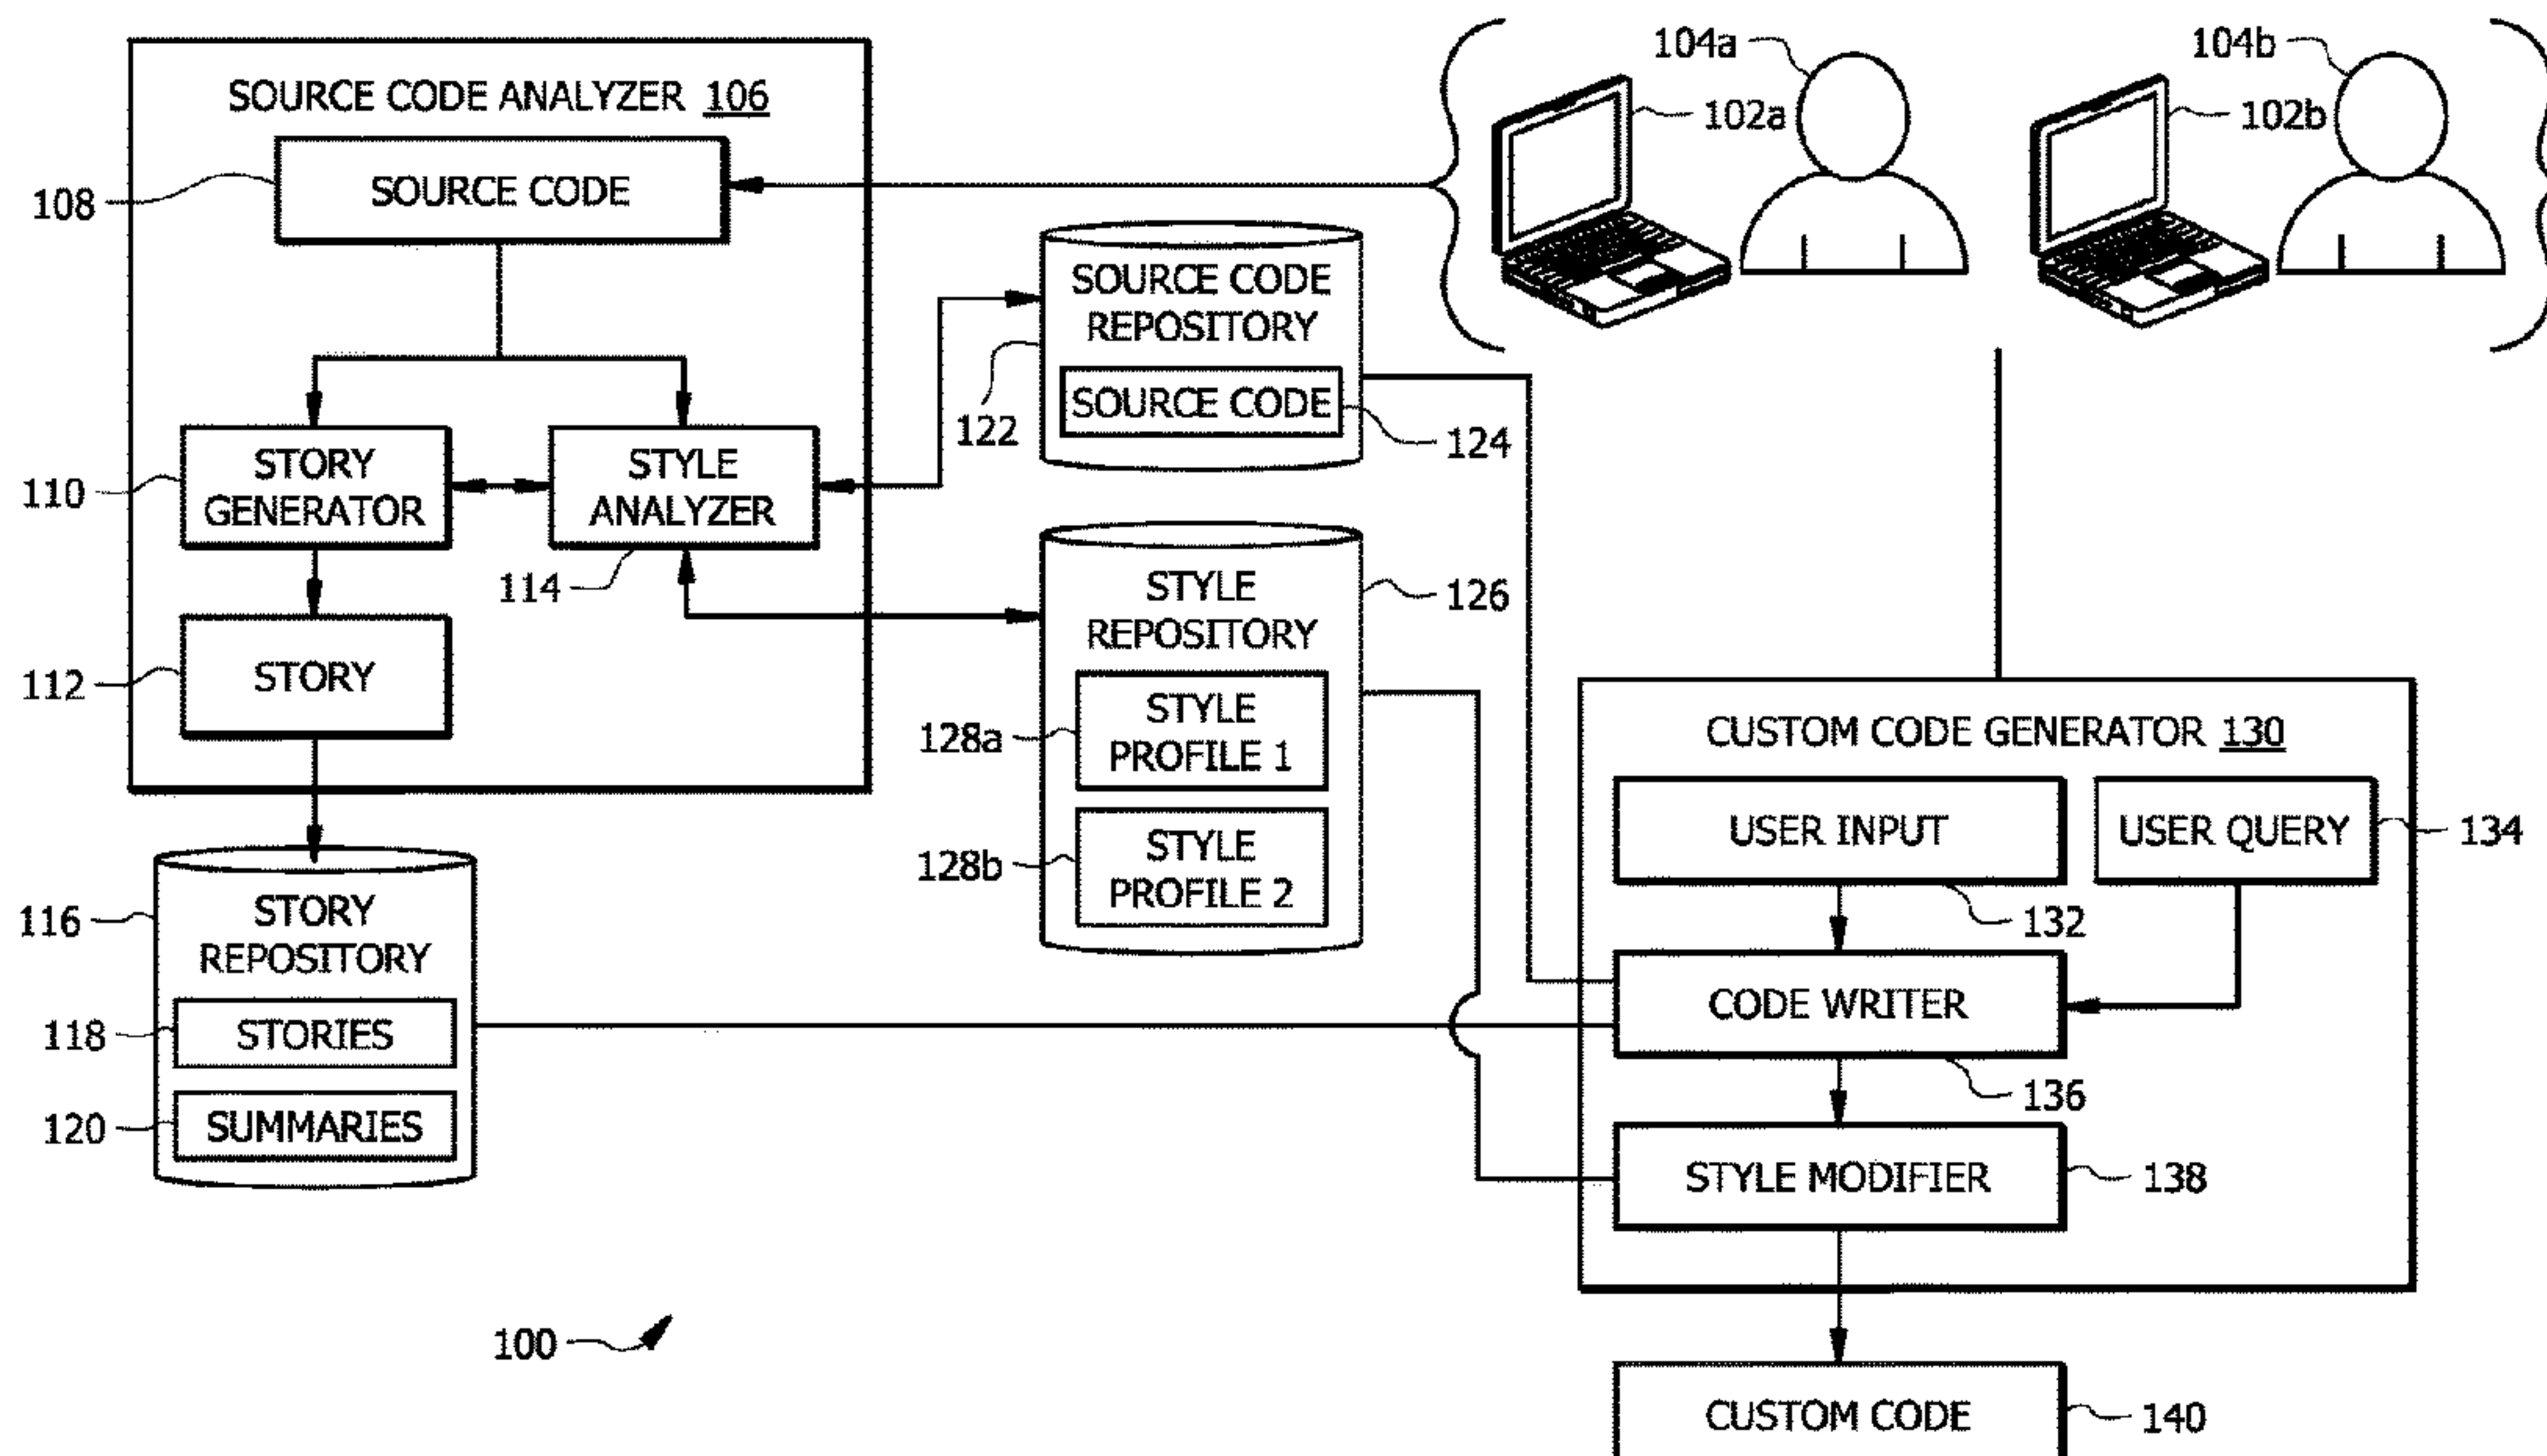 SOURCE CODE ANALYZER 106
SOURCE CODE
108
104a
102a
104b
102b
SOURCE CODE
REPOSITORY
SOURCE CODE
122
124
STORY
GENERATOR
110
STYLE
ANALYZER
114
STORY
112
STYLE
REPOSITORY
126
STYLE
PROFILE 1
128a
STYLE
PROFILE 2
128b
STORY
REPOSITORY
116
STORIES
118
SUMMARIES
120
CUSTOM CODE GENERATOR 130
USER INPUT
132
USER QUERY
134
CODE WRITER
136
STYLE MODIFIER
138
CUSTOM CODE
140
100